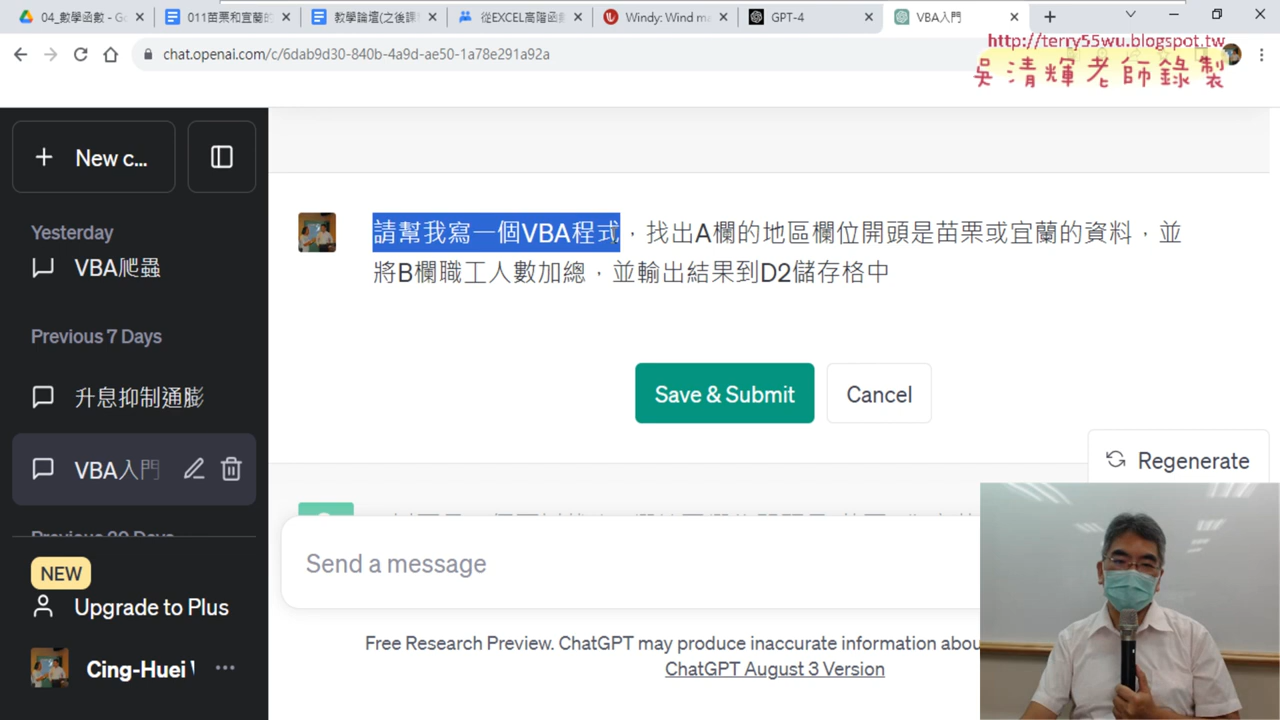 04_數學函數 - G
011苗栗和宜蘭的
教學論壇(之後課
從EXCEL高階函
Windy: Wind m
GPT-4
VBA入門
chat.openai.com/c/6dab9d30-840b-4a9d-ae50-1a78e291a92a
http://terry55wu.blogspot.tw
吳清輝老師錄製
New c...
Yesterday
VBA爬蟲
Previous 7 Days
升息抑制通膨
VBA入門
NEW
Upgrade to Plus
Cing-Huei
請幫我寫一個VBA程式，找出A欄的地區欄位開頭是苗栗或宜蘭的資料，並
將B欄職工人數加總，並輸出結果到D2儲存格中
Save & Submit
Cancel
Regenerate
Send a message
Free Research Preview. ChatGPT may produce inaccurate information abou
ChatGPT August 3 Version